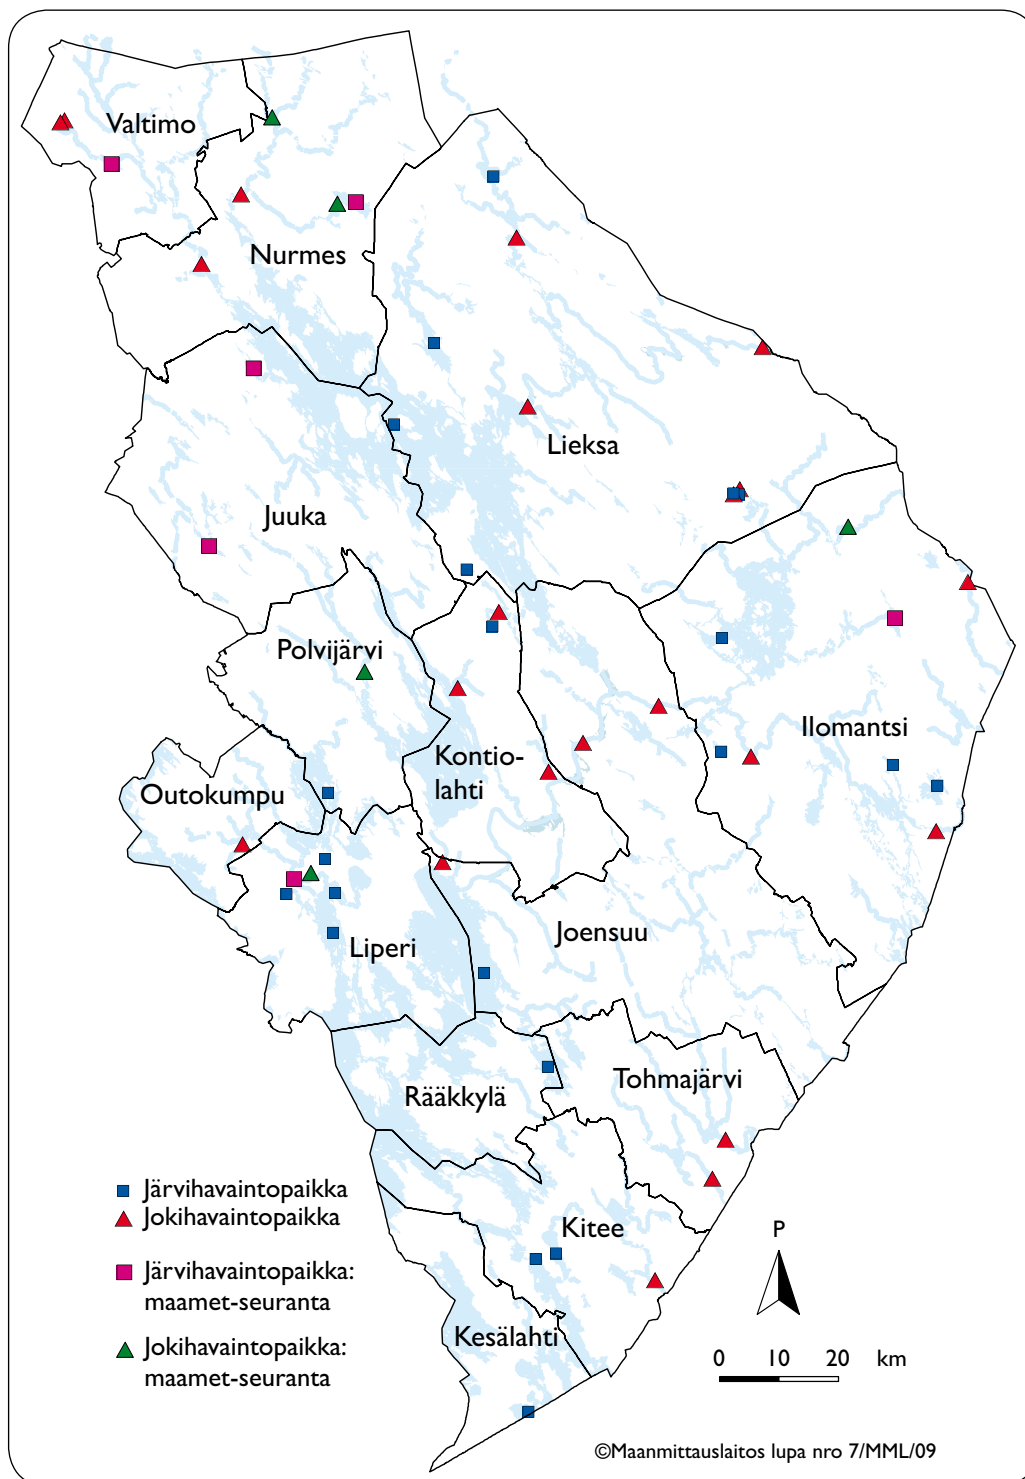 Valtimo
Nurmes
Lieksa
Juuka
Polvijärvi
Ilomantsi
Kontio-
lahti
Outokumpu
Joensuu
Liperi
Tohmajärvi
Rääkkylä
Järvihavaintopaikka
Jokihavaintopaikka
Järvihavaintopaikka:
maamet-seuranta
Jokihavaintopaikka:
maamet-seuranta
Kitee
P
Kesälahti
0 10 20 km
©Maanmittauslaitos lupa nro 7/MML/09